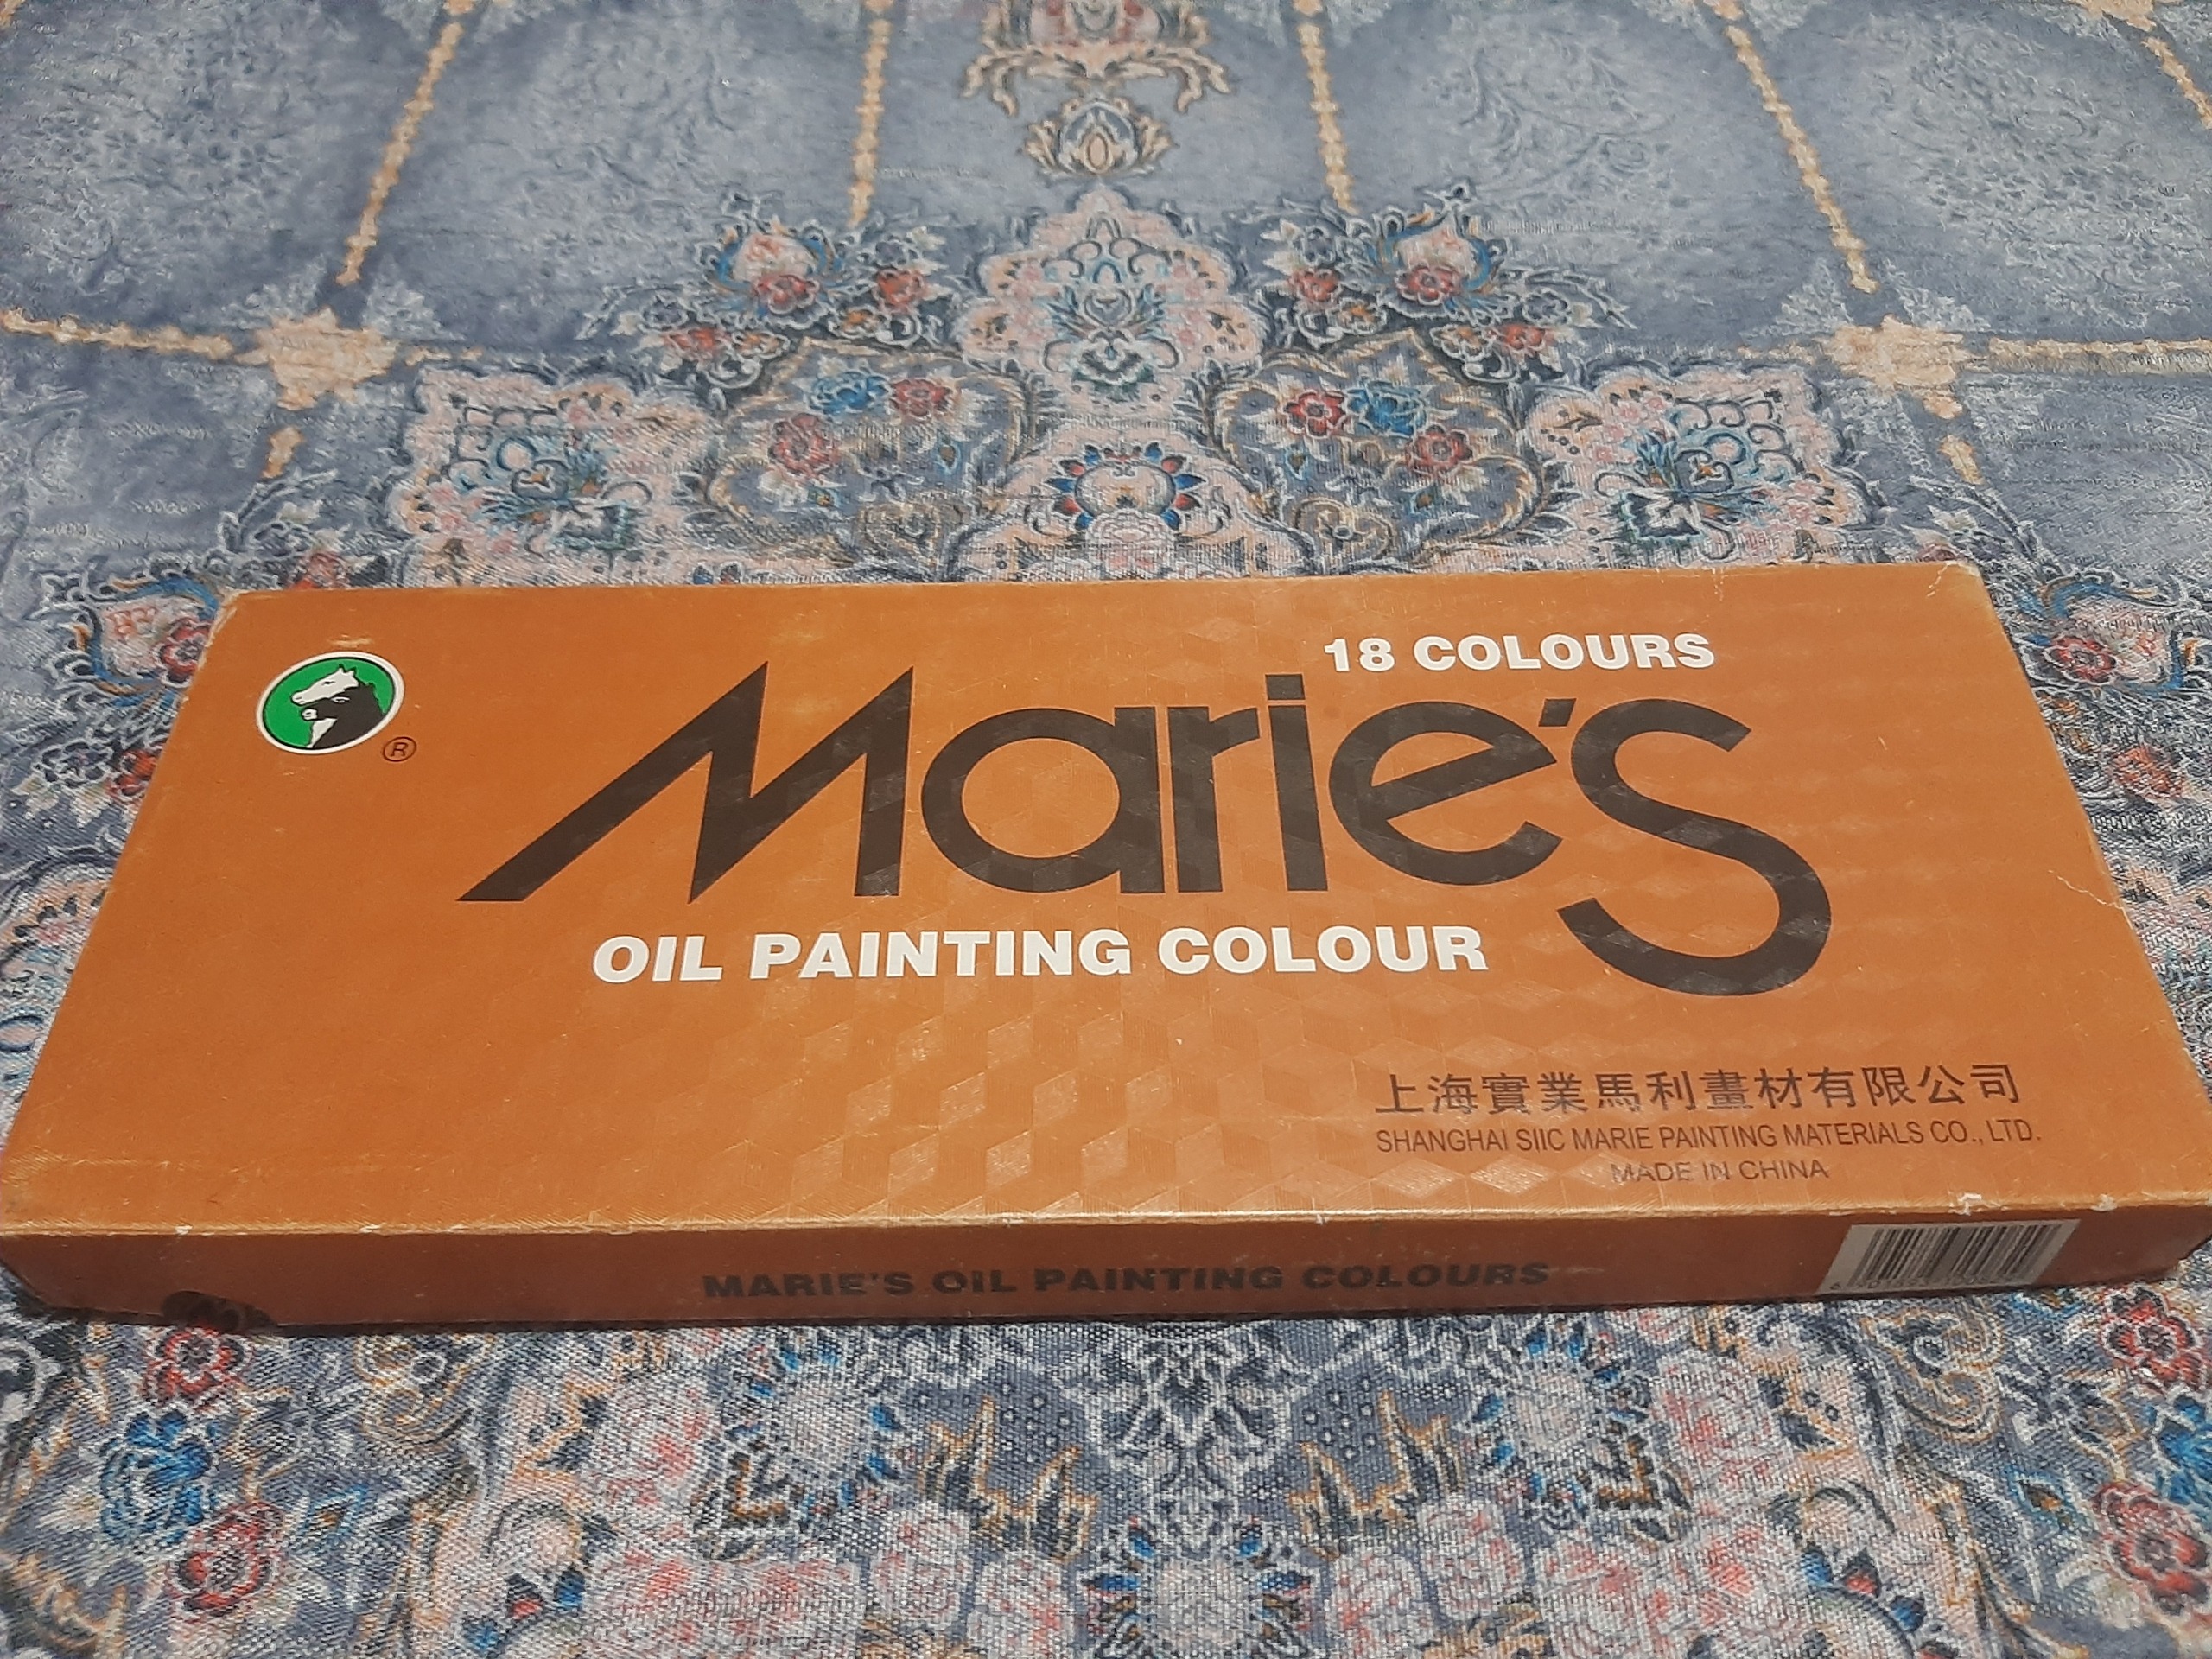 18 COLOURS
Marie's
®
OIL PAINTING COLOUR
上海實業馬利畫材有限公司
SHANGHAI SIIC MARIE PAINTING MATERIALS CO., LTD.
MADE IN CHINA
MARIE'S OIL PAINTING COLOURS